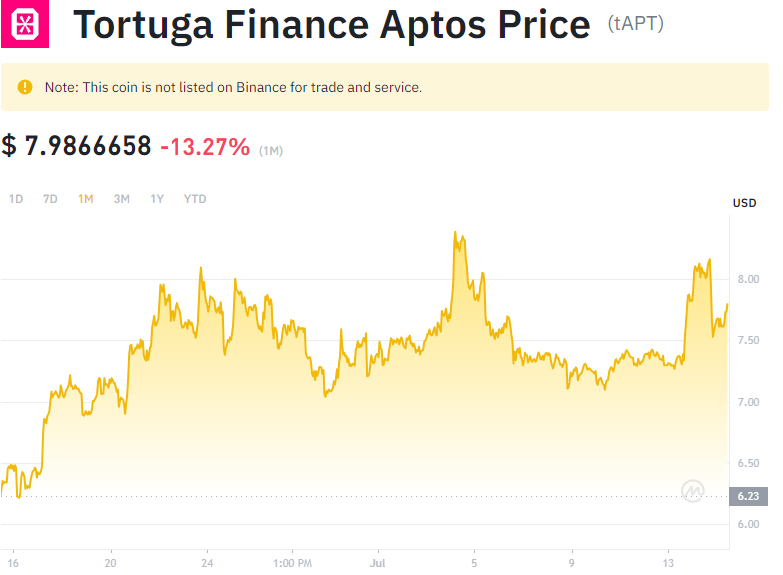 Tortuga Finance Aptos Price (tAPT)
Note: This coin is not listed on Binance for trade and service.
$ 7.9866658 -13.27% (1M)
1D 7D 1M 3M 1Y YTD
USD
8.00
7.50
7.00
6.50
6.23
6.00
16 20 24 1:00 PM Jul 5 9 13